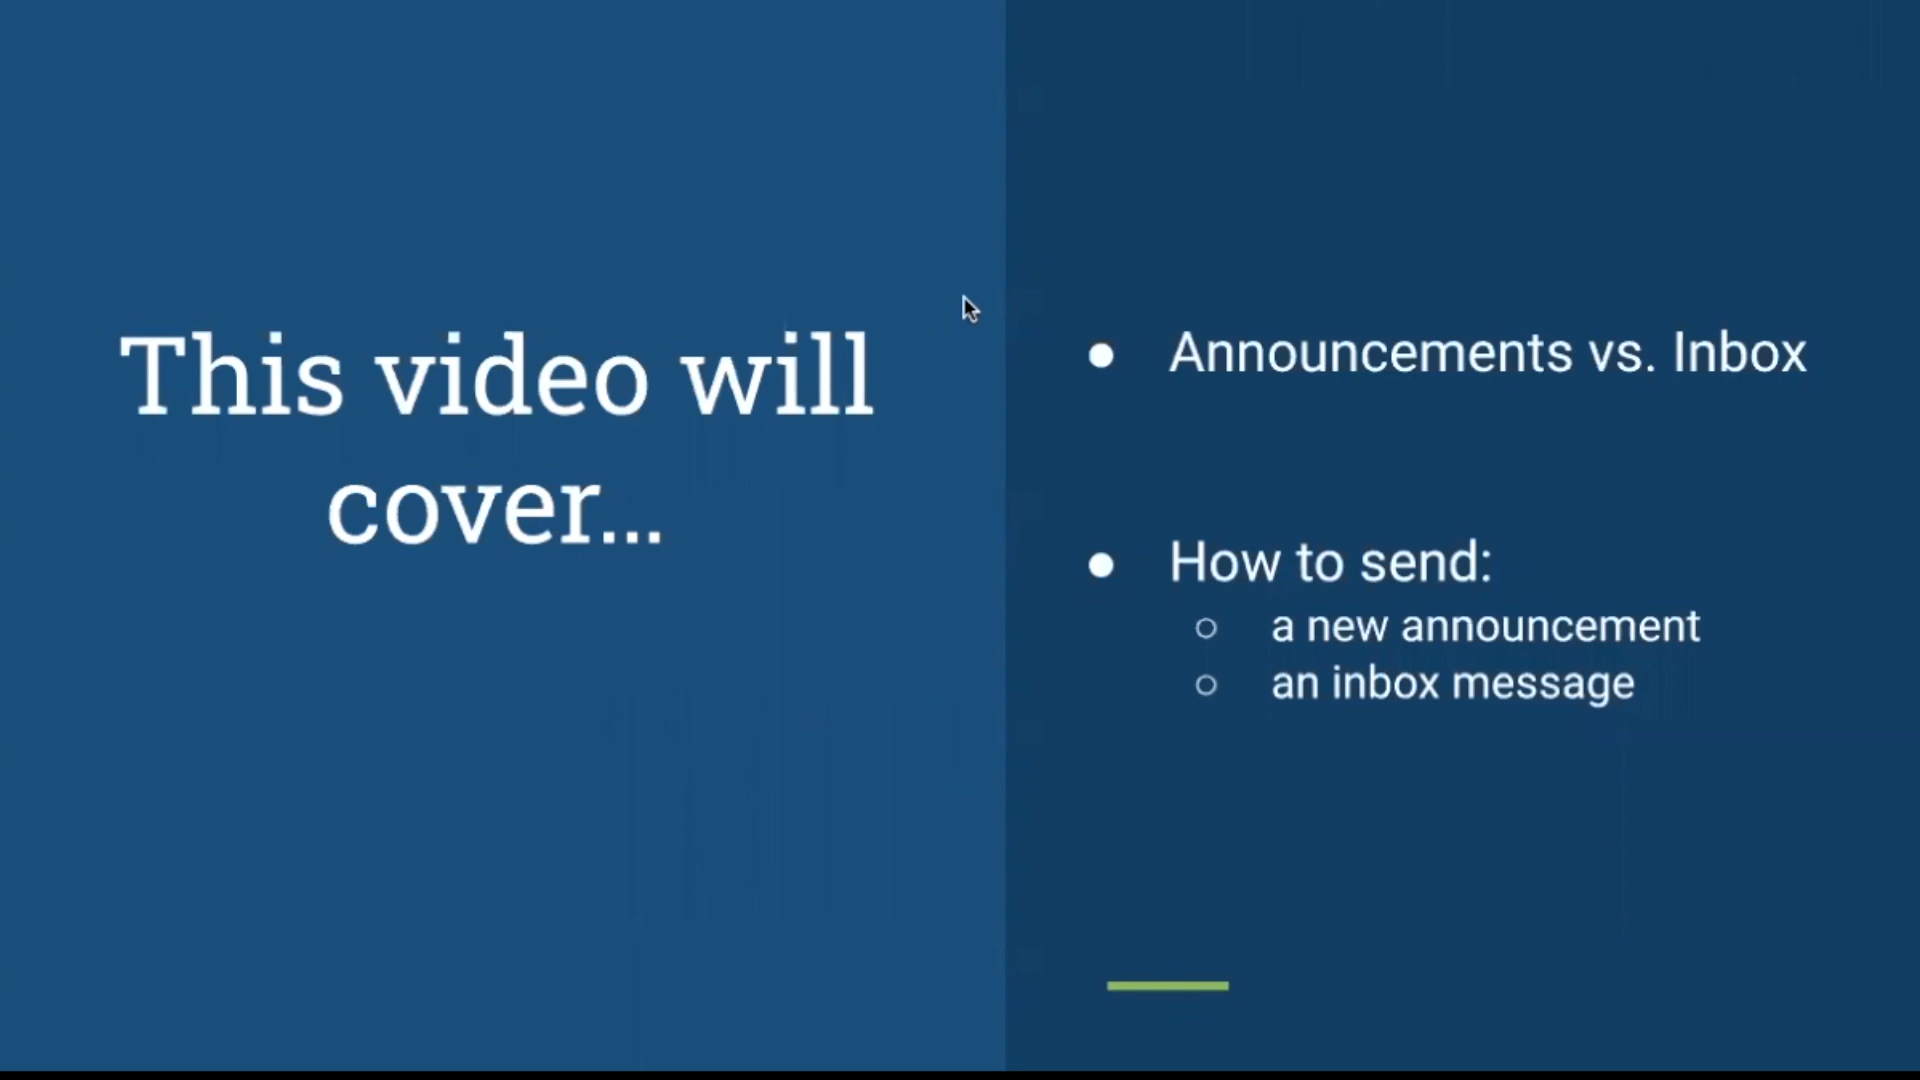 This video will
cover...
● Announcements vs. Inbox
● How to send:
○ a new announcement
○ an inbox message